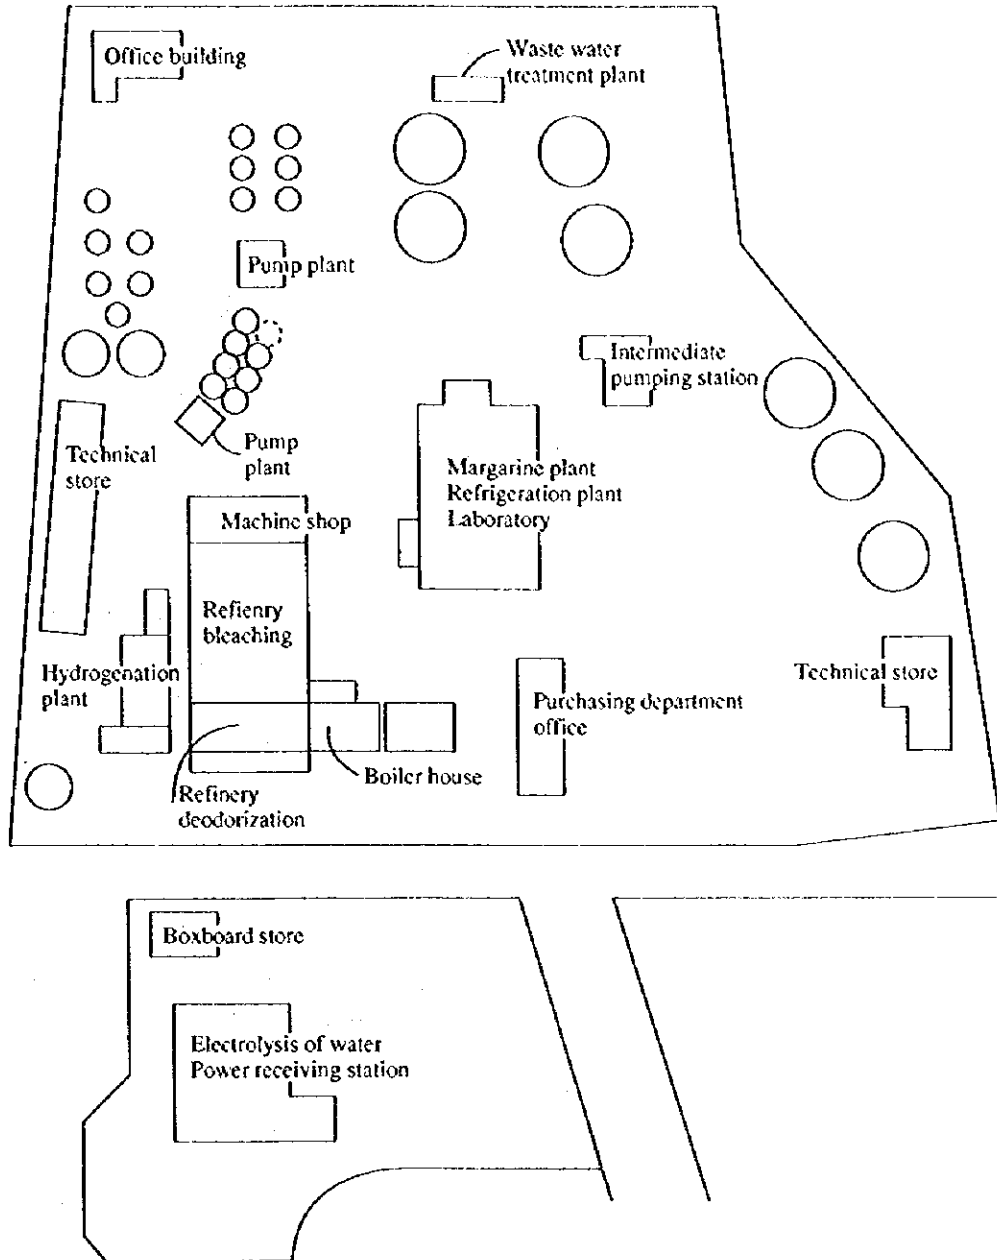 Office building
Waste water
treatment plant
Pump plant
Intermediate
pumping station
Pump
plant
Technical
store
Margarine plant
Refrigeration plant
Laboratory
Machine shop
Refienry
bleaching
Hydrogenation
plant
Purchasing department
office
Technical store
Boiler house
Refinery
deodorization
Boxboard store
Electrolysis of water
Power receiving station